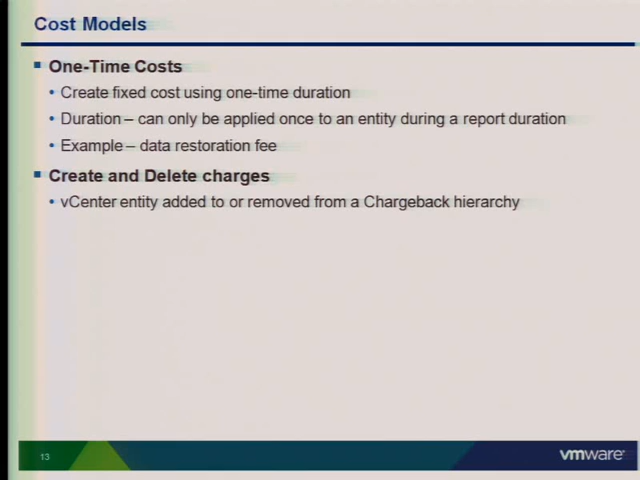 Cost Models
One-Time Costs
• Create fixed cost using one-time duration
• Duration – can only be applied once to an entity during a report duration
• Example – data restoration fee
Create and Delete charges
• vCenter entity added to or removed from a Chargeback hierarchy
13
vmware